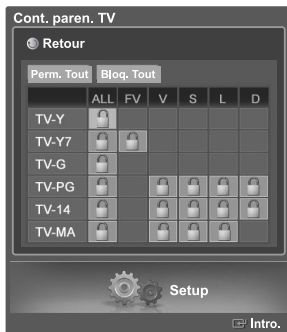 Cont. paren. TV
Retour
Perm. Tout Bloq. Tout
ALL FV V S L D
TV-Y
TV-Y7
TV-G
TV-PG
TV-14
TV-MA
Setup
Intro.